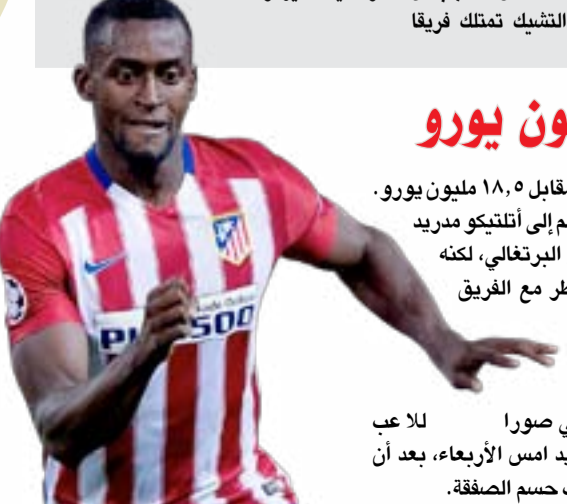 التشيك تمتلك فريقا
ون يورو
قابل ١٨,٥ مليون يورو.
م إلى أتلتيكو مدريد
البرتغالي، لكنه
طر مع الفريق
ي صورا للاعب
يد امس الأربعاء، بعد أن
حسم الصفقة.
500